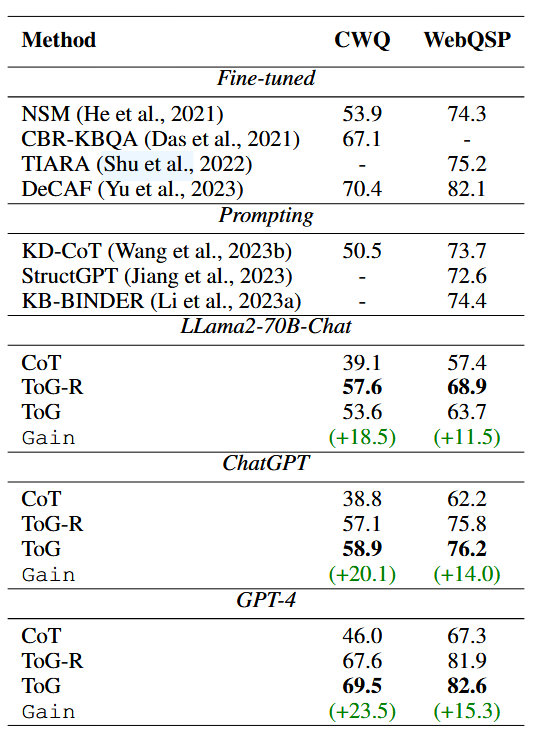 Method CWQ WebQSP
Fine-tuned
NSM (He et al., 2021) 53.9 74.3
CBR-KBQA (Das et al., 2021) 67.1 -
TIARA (Shu et al., 2022) - 75.2
DeCAF (Yu et al., 2023) 70.4 82.1
Prompting
KD-CoT (Wang et al., 2023b) 50.5 73.7
StructGPT (Jiang et al., 2023) - 72.6
KB-BINDER (Li et al., 2023a) - 74.4
LLama2-70B-Chat
CoT 39.1 57.4
ToG-R 57.6 68.9
ToG 53.6 63.7
Gain (+18.5) (+11.5)
ChatGPT
CoT 38.8 62.2
ToG-R 57.1 75.8
ToG 58.9 76.2
Gain (+20.1) (+14.0)
GPT-4
CoT 46.0 67.3
ToG-R 67.6 81.9
ToG 69.5 82.6
Gain (+23.5) (+15.3)